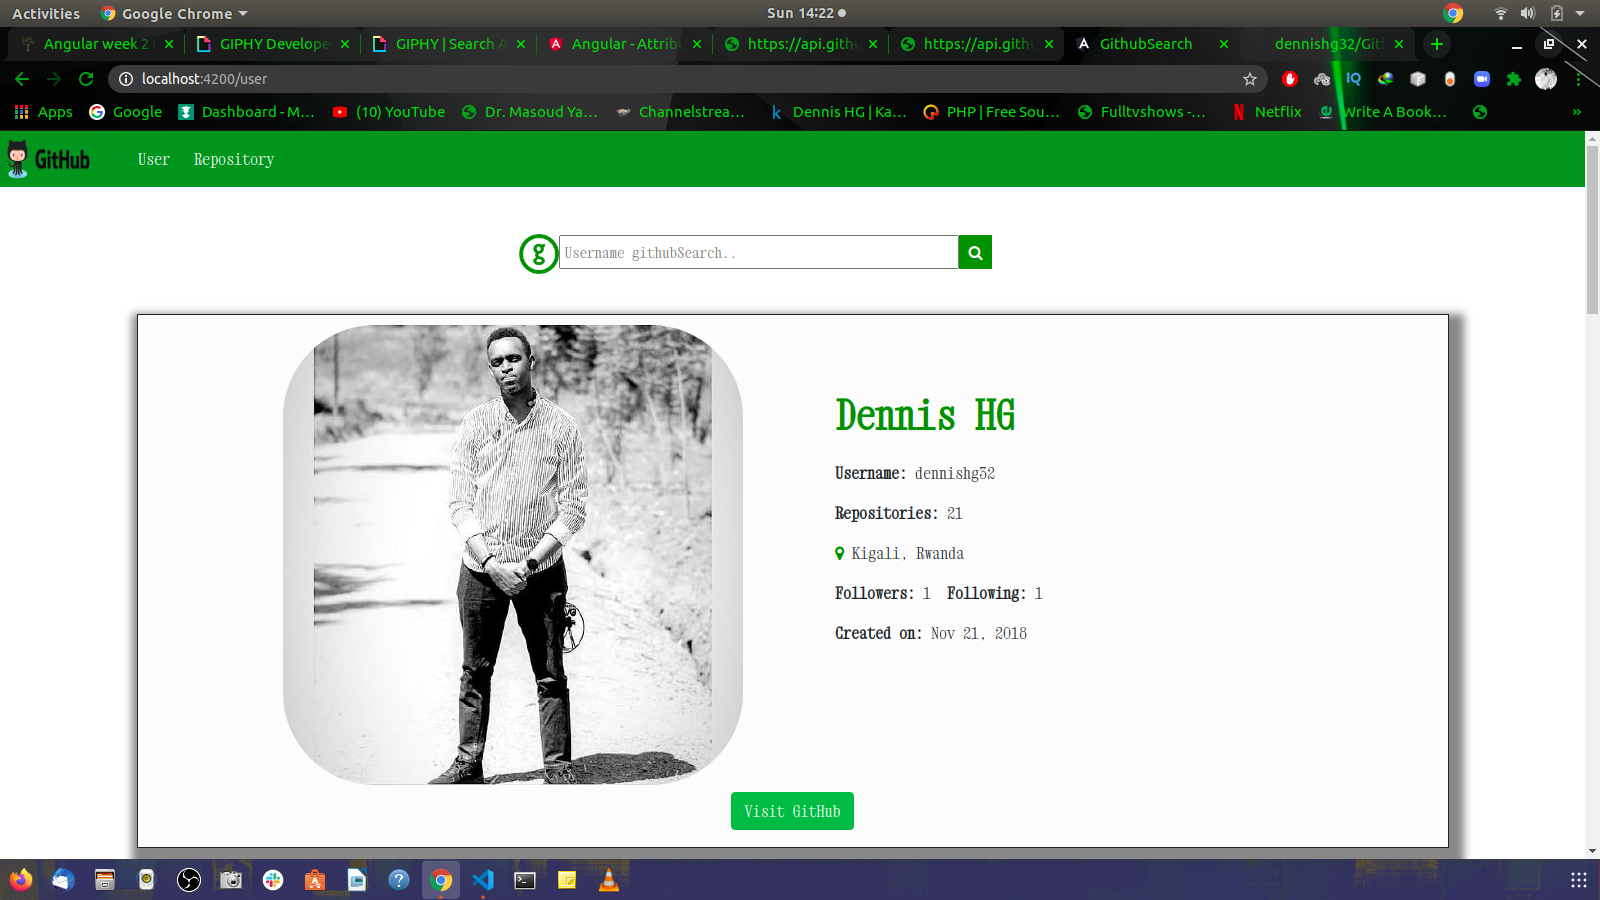 Activities Google Chrome Sun 14:22
Angular week 2 GIPHY Develope GIPHY | Search A Angular - Attribu https://api.githu https://api.githu GithubSearch dennishg32/Git
localhost:4200/user IQ
Apps Google Dashboard - M... (10) YouTube Dr. Masoud Ya... Channelstrea... Dennis HG | Ka... PHP | Free Sou... Fulltvshows -... Netflix Write A Book... »
GitHub User Repository
g Username githubSearch..
Dennis HG
Username: dennishg32
Repositories: 21
Kigali, Rwanda
Followers: 1 Following: 1
Created on: Nov 21, 2018
Visit GitHub